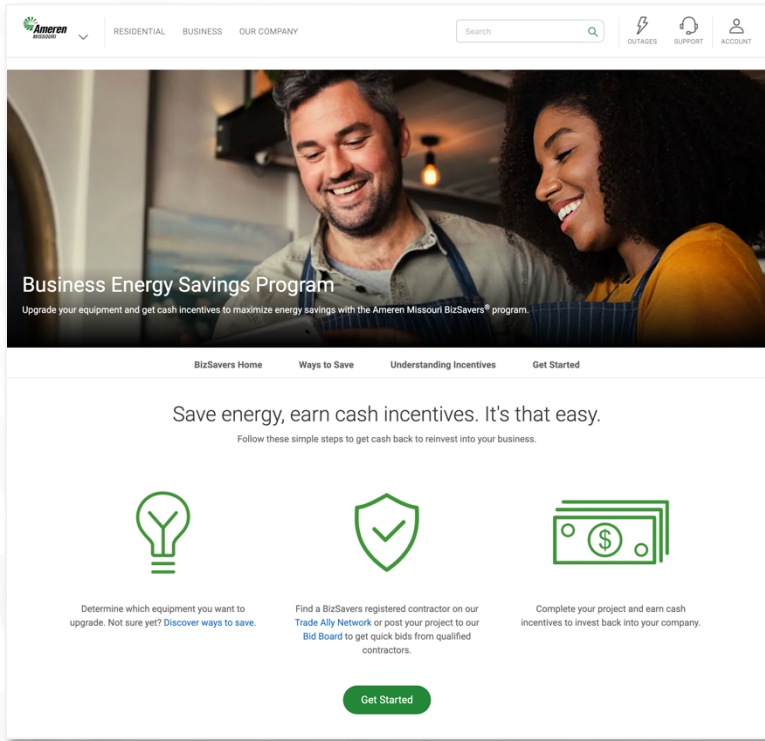 Ameren
MISSOURI
RESIDENTIAL BUSINESS OUR COMPANY
Search
OUTAGES SUPPORT ACCOUNT
Business Energy Savings Program
Upgrade your equipment and get cash incentives to maximize energy savings with the Ameren Missouri BizSavers® program.
BizSavers Home Ways to Save Understanding Incentives Get Started
Save energy, earn cash incentives. It's that easy.
Follow these simple steps to get cash back to reinvest into your business.
$
Determine which equipment you want to
upgrade. Not sure yet? Discover ways to save.
Find a BizSavers registered contractor on our
Trade Ally Network or post your project to our
Bid Board to get quick bids from qualified
contractors.
Complete your project and earn cash
incentives to invest back into your company.
Get Started